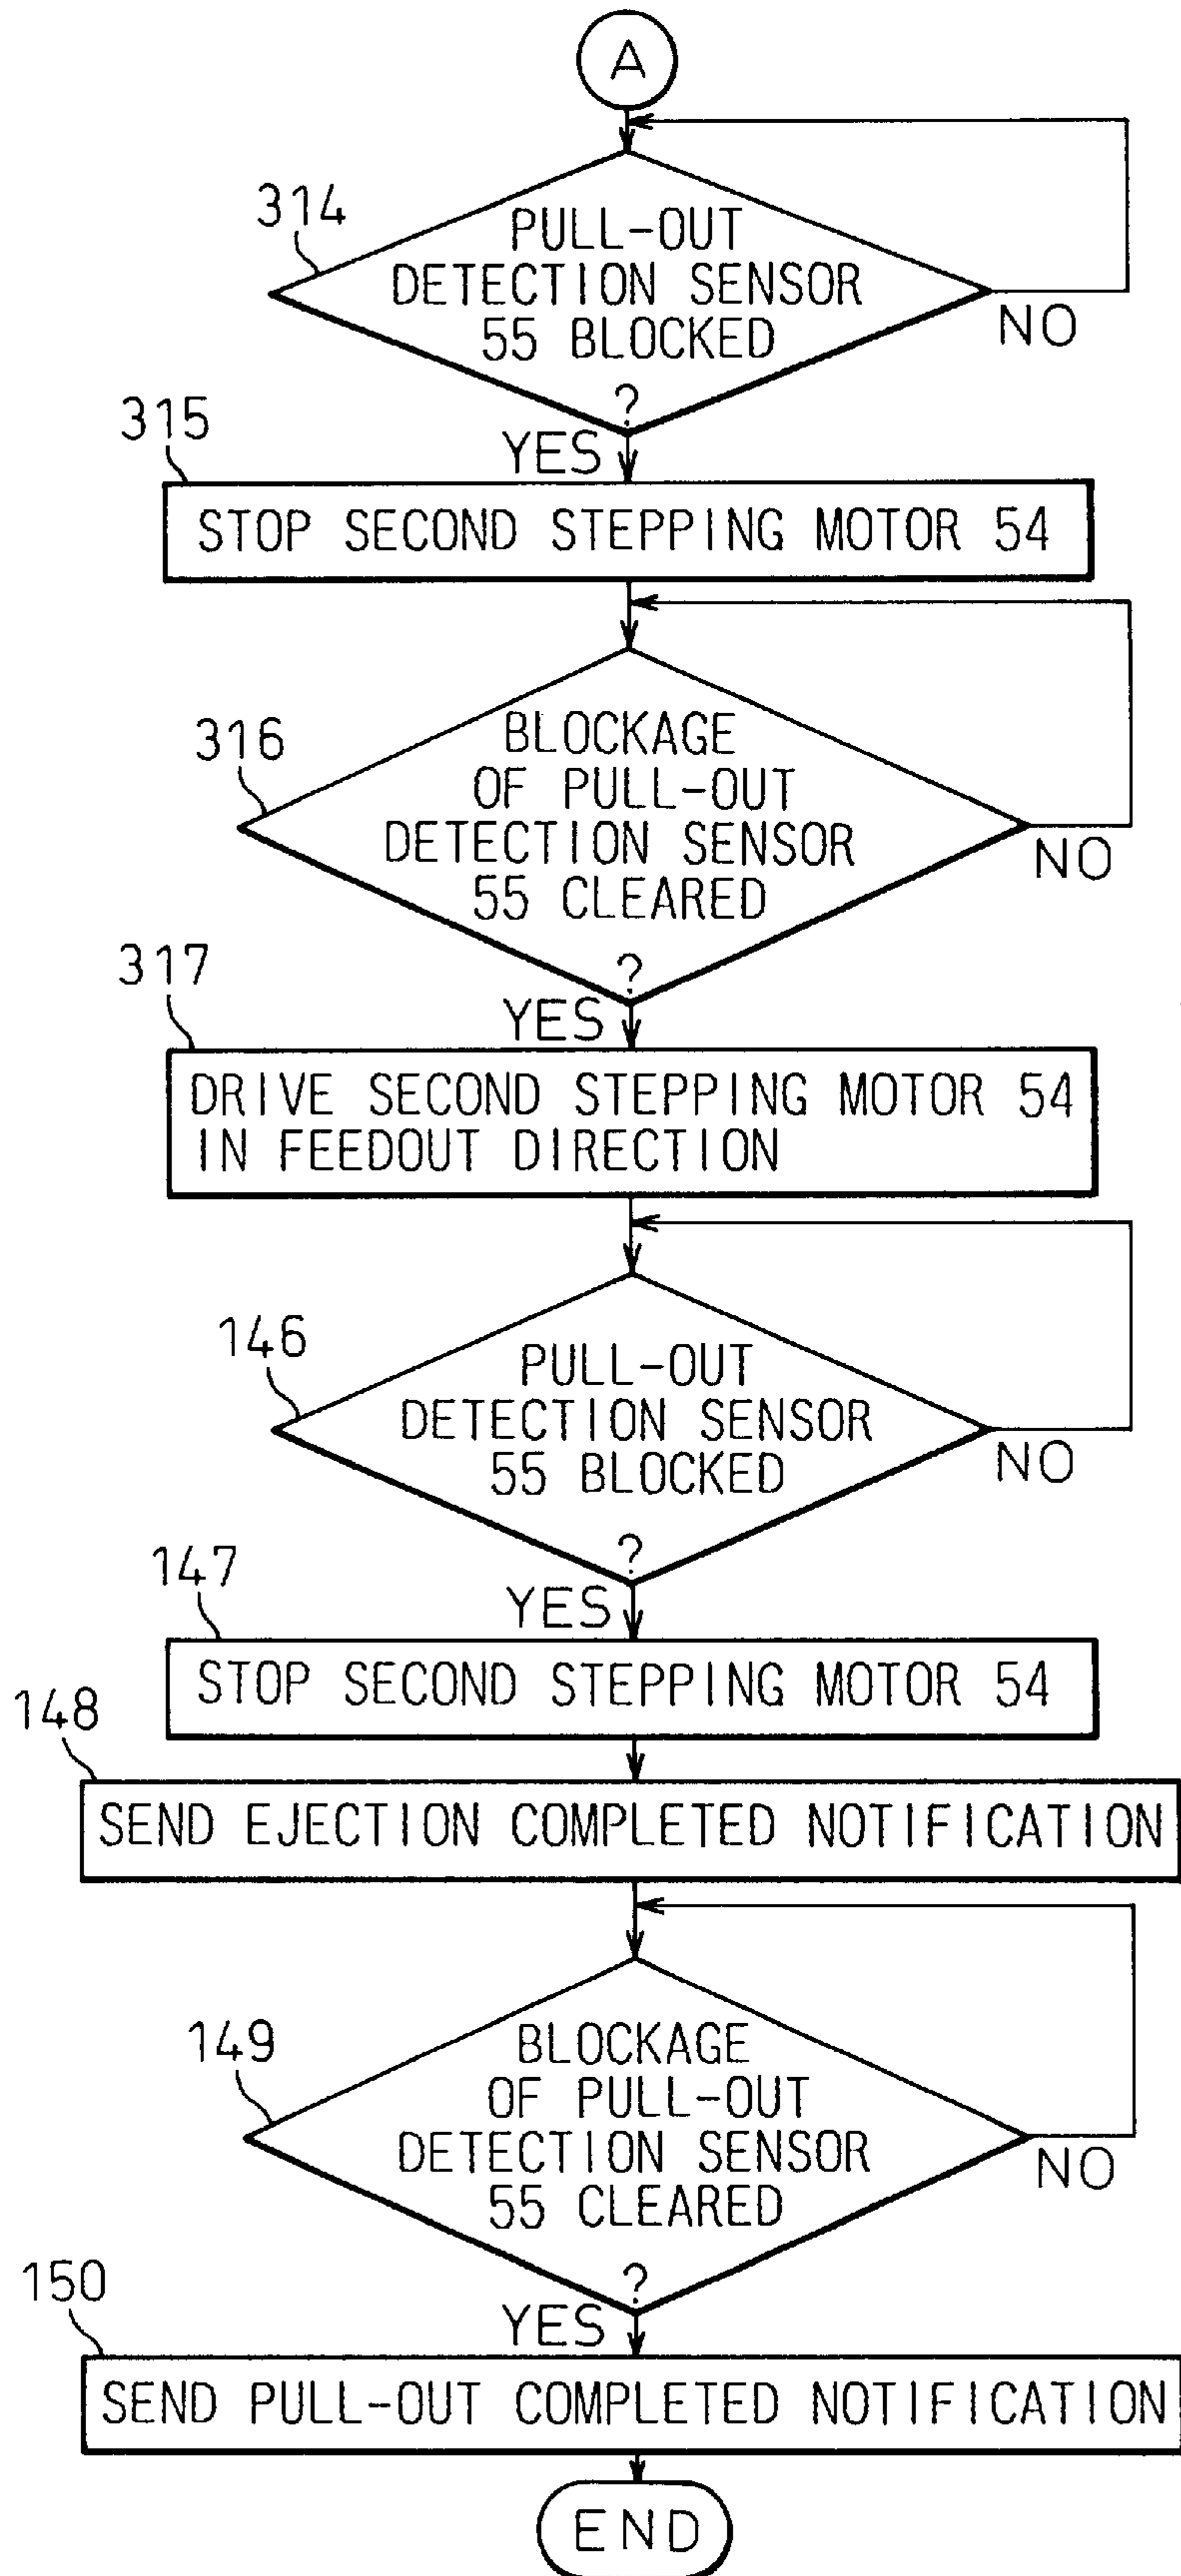 A
314
PULL-OUT
DETECTION SENSOR
55 BLOCKED
?
NO
YES
315
STOP SECOND STEPPING MOTOR 54
316
BLOCKAGE
OF PULL-OUT
DETECTION SENSOR
55 CLEARED
?
NO
YES
317
DRIVE SECOND STEPPING MOTOR 54
IN FEEDOUT DIRECTION
146
PULL-OUT
DETECTION SENSOR
55 BLOCKED
?
NO
YES
147
STOP SECOND STEPPING MOTOR 54
148
SEND EJECTION COMPLETED NOTIFICATION
149
BLOCKAGE
OF PULL-OUT
DETECTION SENSOR
55 CLEARED
?
NO
YES
150
SEND PULL-OUT COMPLETED NOTIFICATION
END